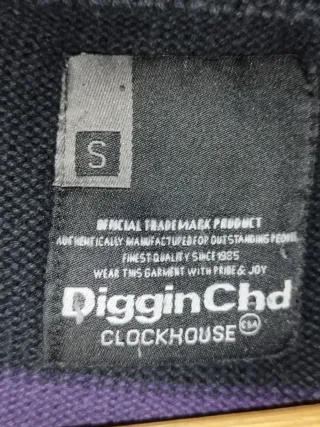 S
OFFICIAL TRADEMARK PRODUCT
AUTHENTICALLY MANUFACTURED FOR OUTSTANDING PEOPLE
FINEST QUALITY SINCE 1985
WEAR THIS GARMENT WITH PRIDE & JOY
DigginChd
CLOCKHOUSE C&A